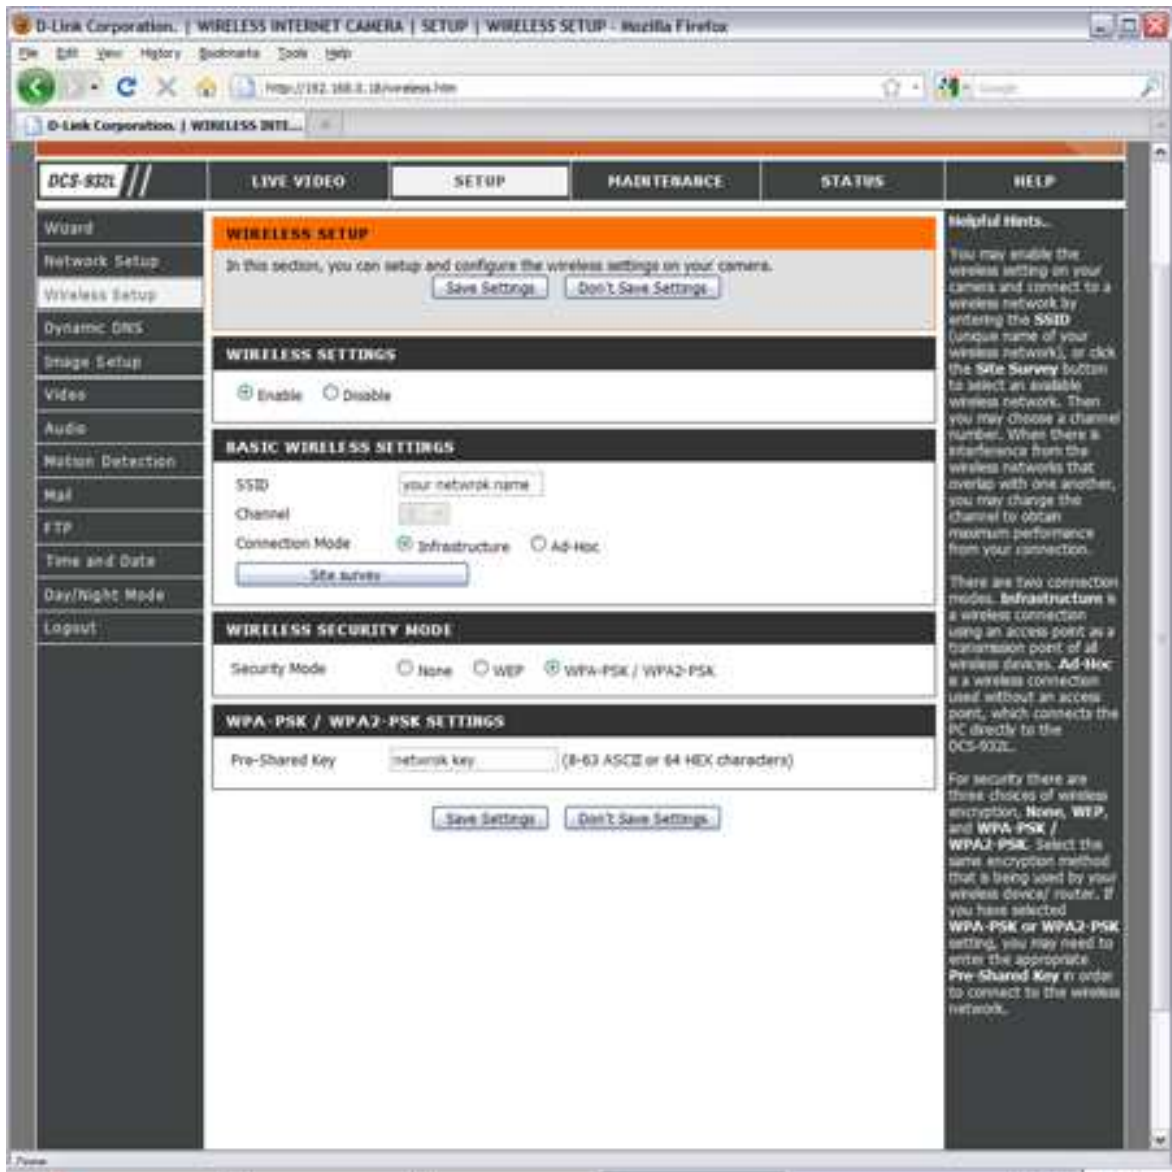 D-Link Corporation. | WIRELESS INTERNET CAMERA | SETUP | WIRELESS SETUP - Mozilla Firefox
File Edit View History Bookmarks Tools Help
http://192.168.0.18/wireless.htm
Google
D-Link Corporation. | WIRELESS INTE...
DCS-932L
LIVE VIDEO SETUP MAINTENANCE STATUS HELP
Wizard
Network Setup
Wireless Setup
Dynamic DNS
Image Setup
Video
Audio
Motion Detection
Mail
FTP
Time and Date
Day/Night Mode
Logout
WIRELESS SETUP
In this section, you can setup and configure the wireless settings on your camera.
Save Settings Don't Save Settings
WIRELESS SETTINGS
Enable Disable
BASIC WIRELESS SETTINGS
SSID your netwrok name
Channel
Connection Mode Infrastructure Ad-Hoc
Site survey
WIRELESS SECURITY MODE
Security Mode None WEP WPA-PSK / WPA2-PSK
WPA-PSK / WPA2-PSK SETTINGS
Pre-Shared Key netwrok key (8-63 ASCII or 64 HEX characters)
Save Settings Don't Save Settings
Helpful Hints..
You may enable the
wireless setting on your
camera and connect to a
wireless network by
entering the SSID
(unique name of your
wireless network), or click
the Site Survey button
to select an available
wireless network. Then
you may choose a channel
number. When there is
interference from the
wireless networks that
overlap with one another,
you may change the
channel to obtain
maximum performance
from your connection.
There are two connection
modes. Infrastructure is
a wireless connection
using an access point as a
transmission point of all
wireless devices. Ad-Hoc
is a wireless connection
used without an access
point, which connects the
PC directly to the
DCS-932L.
For security there are
three choices of wireless
encryption, None, WEP,
and WPA-PSK /
WPA2-PSK. Select the
same encryption method
that is being used by your
wireless device/ router. If
you have selected
WPA-PSK or WPA2-PSK
setting, you may need to
enter the appropriate
Pre-Shared Key in order
to connect to the wireless
network.
Done